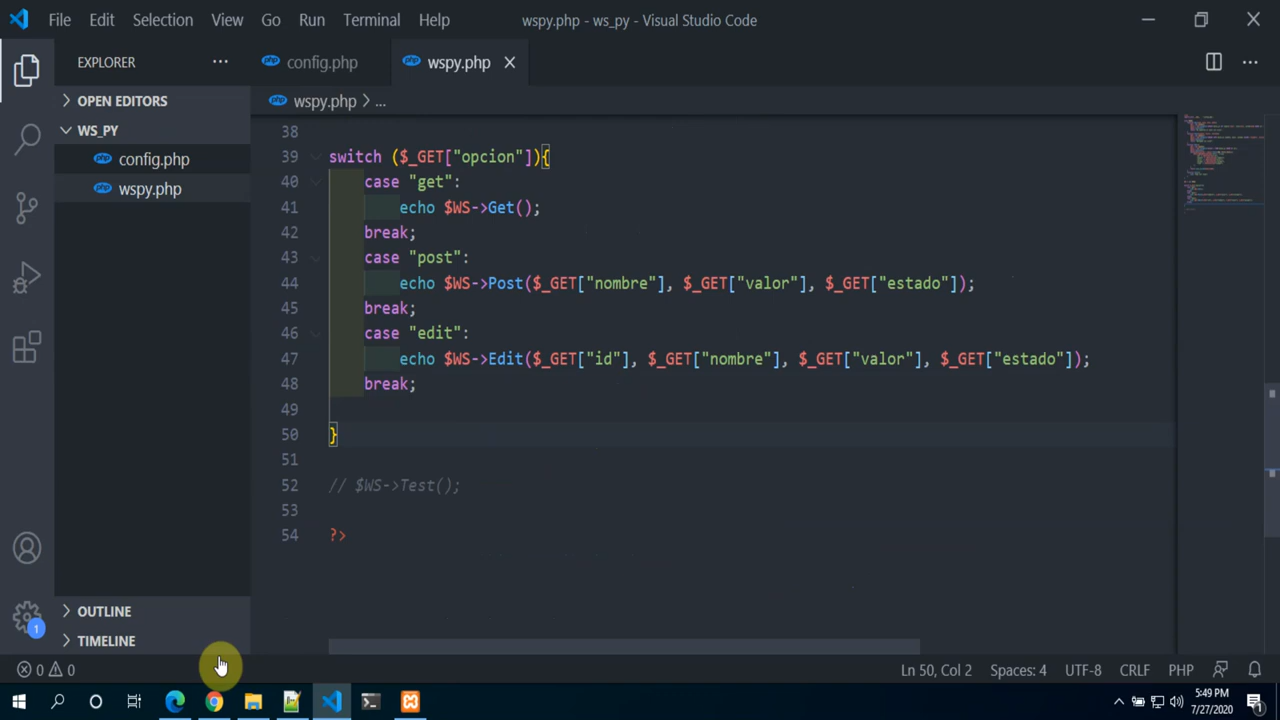 File Edit Selection View Go Run Terminal Help wspy.php - ws_py - Visual Studio Code
EXPLORER ... config.php wspy.php
OPEN EDITORS
WS_PY
config.php
wspy.php
OUTLINE
TIMELINE
wspy.php > ...
38
39 switch ($_GET["opcion"]){
40 case "get":
41 echo $WS->Get();
42 break;
43 case "post":
44 echo $WS->Post($_GET["nombre"], $_GET["valor"], $_GET["estado"]);
45 break;
46 case "edit":
47 echo $WS->Edit($_GET["id"], $_GET["nombre"], $_GET["valor"], $_GET["estado"]);
48 break;
49
50 }
51
52 // $WS->Test();
53
54 ?>
1
0 0 Ln 50, Col 2 Spaces: 4 UTF-8 CRLF PHP
5:49 PM
7/27/2020
1